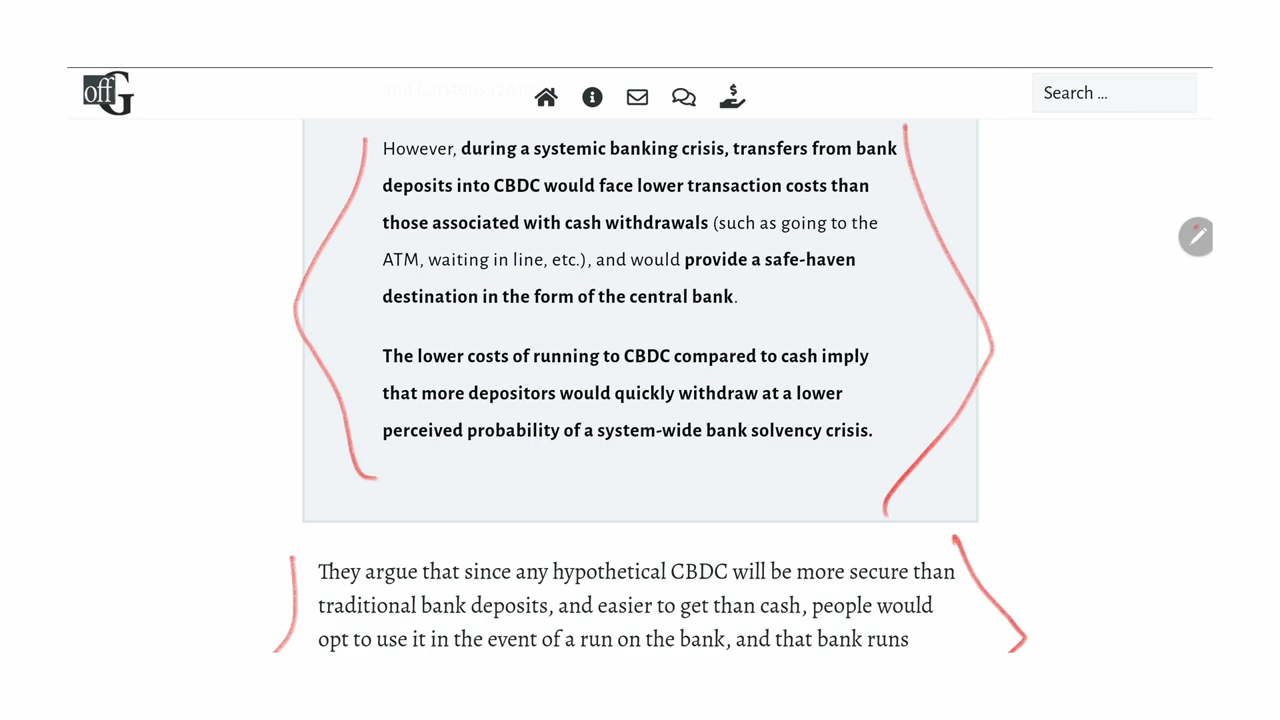 offG
Search ...
and Carstens (201
However, during a systemic banking crisis, transfers from bank
deposits into CBDC would face lower transaction costs than
those associated with cash withdrawals (such as going to the
ATM, waiting in line, etc.), and would provide a safe-haven
destination in the form of the central bank.
The lower costs of running to CBDC compared to cash imply
that more depositors would quickly withdraw at a lower
perceived probability of a system-wide bank solvency crisis.
They argue that since any hypothetical CBDC will be more secure than
traditional bank deposits, and easier to get than cash, people would
opt to use it in the event of a run on the bank, and that bank runs